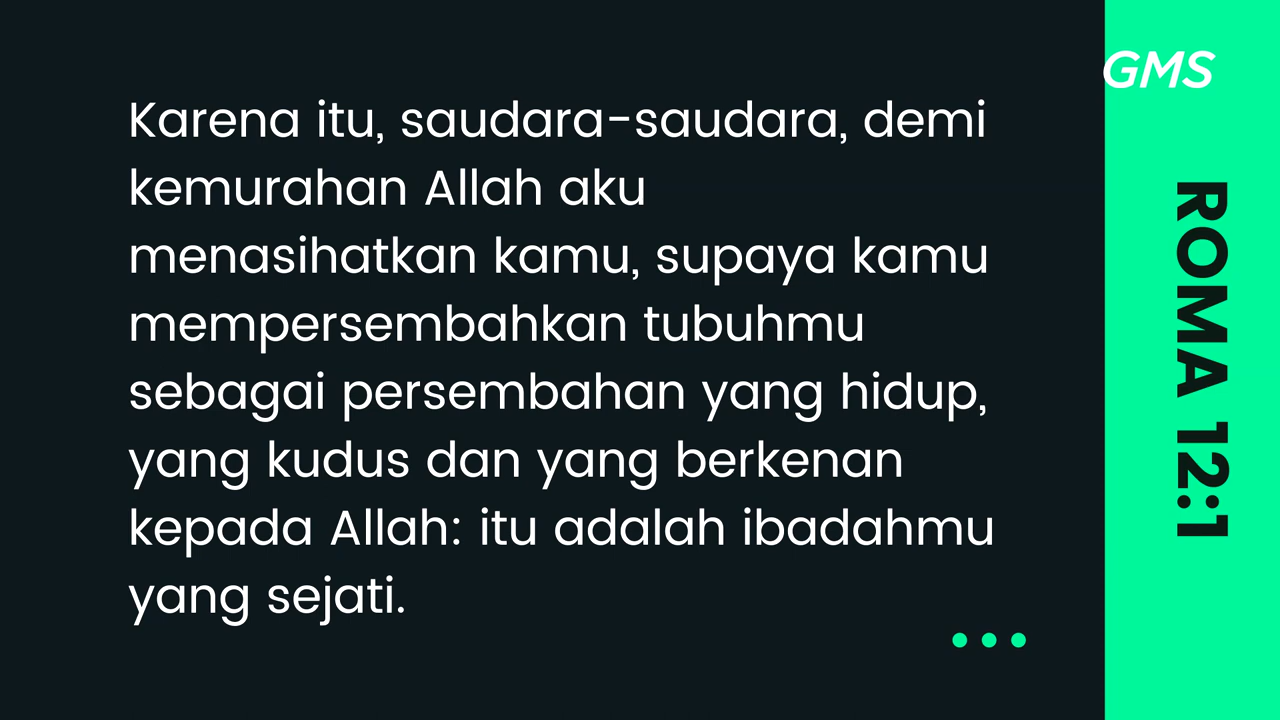 Karena itu, saudara-saudara, demi
kemurahan Allah aku
menasihatkan kamu, supaya kamu
mempersembahkan tubuhmu
sebagai persembahan yang hidup,
yang kudus dan yang berkenan
kepada Allah: itu adalah ibadahmu
yang sejati.
GMS
ROMA 12:1